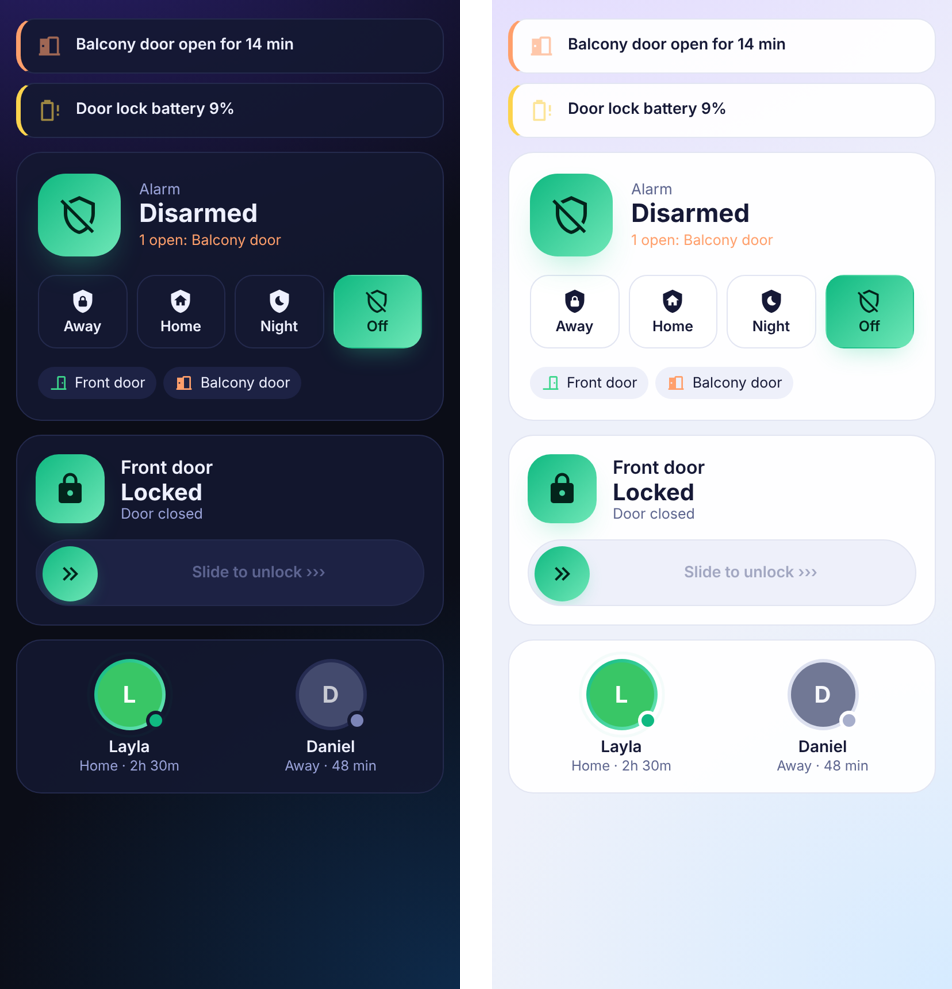 Balcony door open for 14 min
Door lock battery 9%
Alarm
Disarmed
1 open: Balcony door
Away
Home
Night
Off
Front door
Balcony door
Front door
Locked
Door closed
Slide to unlock ›››
L
D
Layla
Daniel
Home · 2h 30m
Away · 48 min
Balcony door open for 14 min
Door lock battery 9%
Alarm
Disarmed
1 open: Balcony door
Away
Home
Night
Off
Front door
Balcony door
Front door
Locked
Door closed
Slide to unlock ›››
L
D
Layla
Daniel
Home · 2h 30m
Away · 48 min